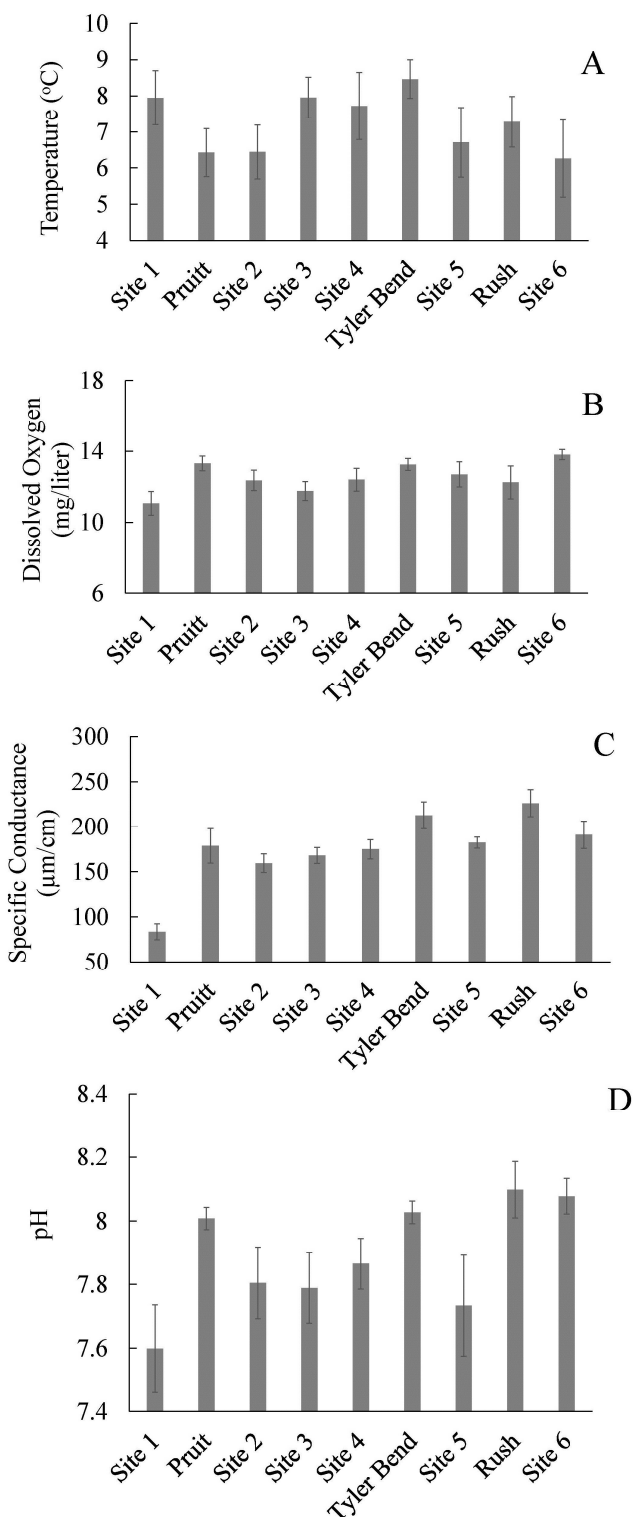 A
Temperature (°C)
10
9
8
7
6
5
4
Site 1
Pruitt
Site 2
Site 3
Site 4
Tyler Bend
Site 5
Rush
Site 6
B
Dissolved Oxygen
(mg/liter)
18
14
10
6
Site 1
Pruitt
Site 2
Site 3
Site 4
Tyler Bend
Site 5
Rush
Site 6
C
Specific Conductance
(µm/cm)
300
250
200
150
100
50
Site 1
Pruitt
Site 2
Site 3
Site 4
Tyler Bend
Site 5
Rush
Site 6
D
pH
8.4
8.2
8
7.8
7.6
7.4
Site 1
Pruitt
Site 2
Site 3
Site 4
Tyler Bend
Site 5
Rush
Site 6